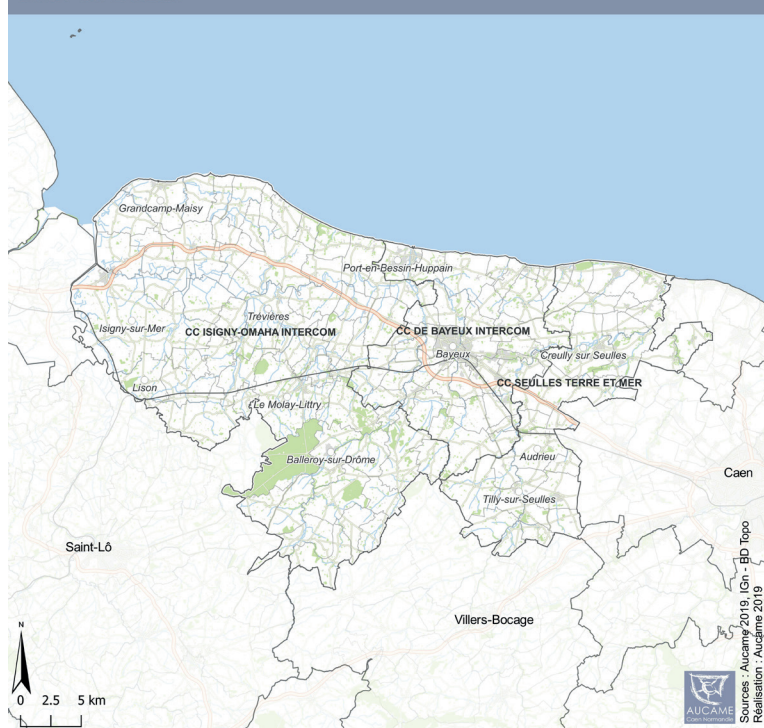 Grandcamp-Maisy
Port-en-Bessin-Huppain
Trévières
Isigny-sur-Mer
CC ISIGNY-OMAHA INTERCOM
CC DE BAYEUX INTERCOM
Bayeux
Creully sur Seulles
CC SEULLES TERRE ET MER
Lison
Le Molay-Littry
Balleroy-sur-Drôme
Audrieu
Caen
Tilly-sur-Seulles
Saint-Lô
Villers-Bocage
N
0 2.5 5 km
AUCAME
Caen Normandie
Sources : Aucame 2019, IGn - BD Topo
Réalisation : Aucame 2019